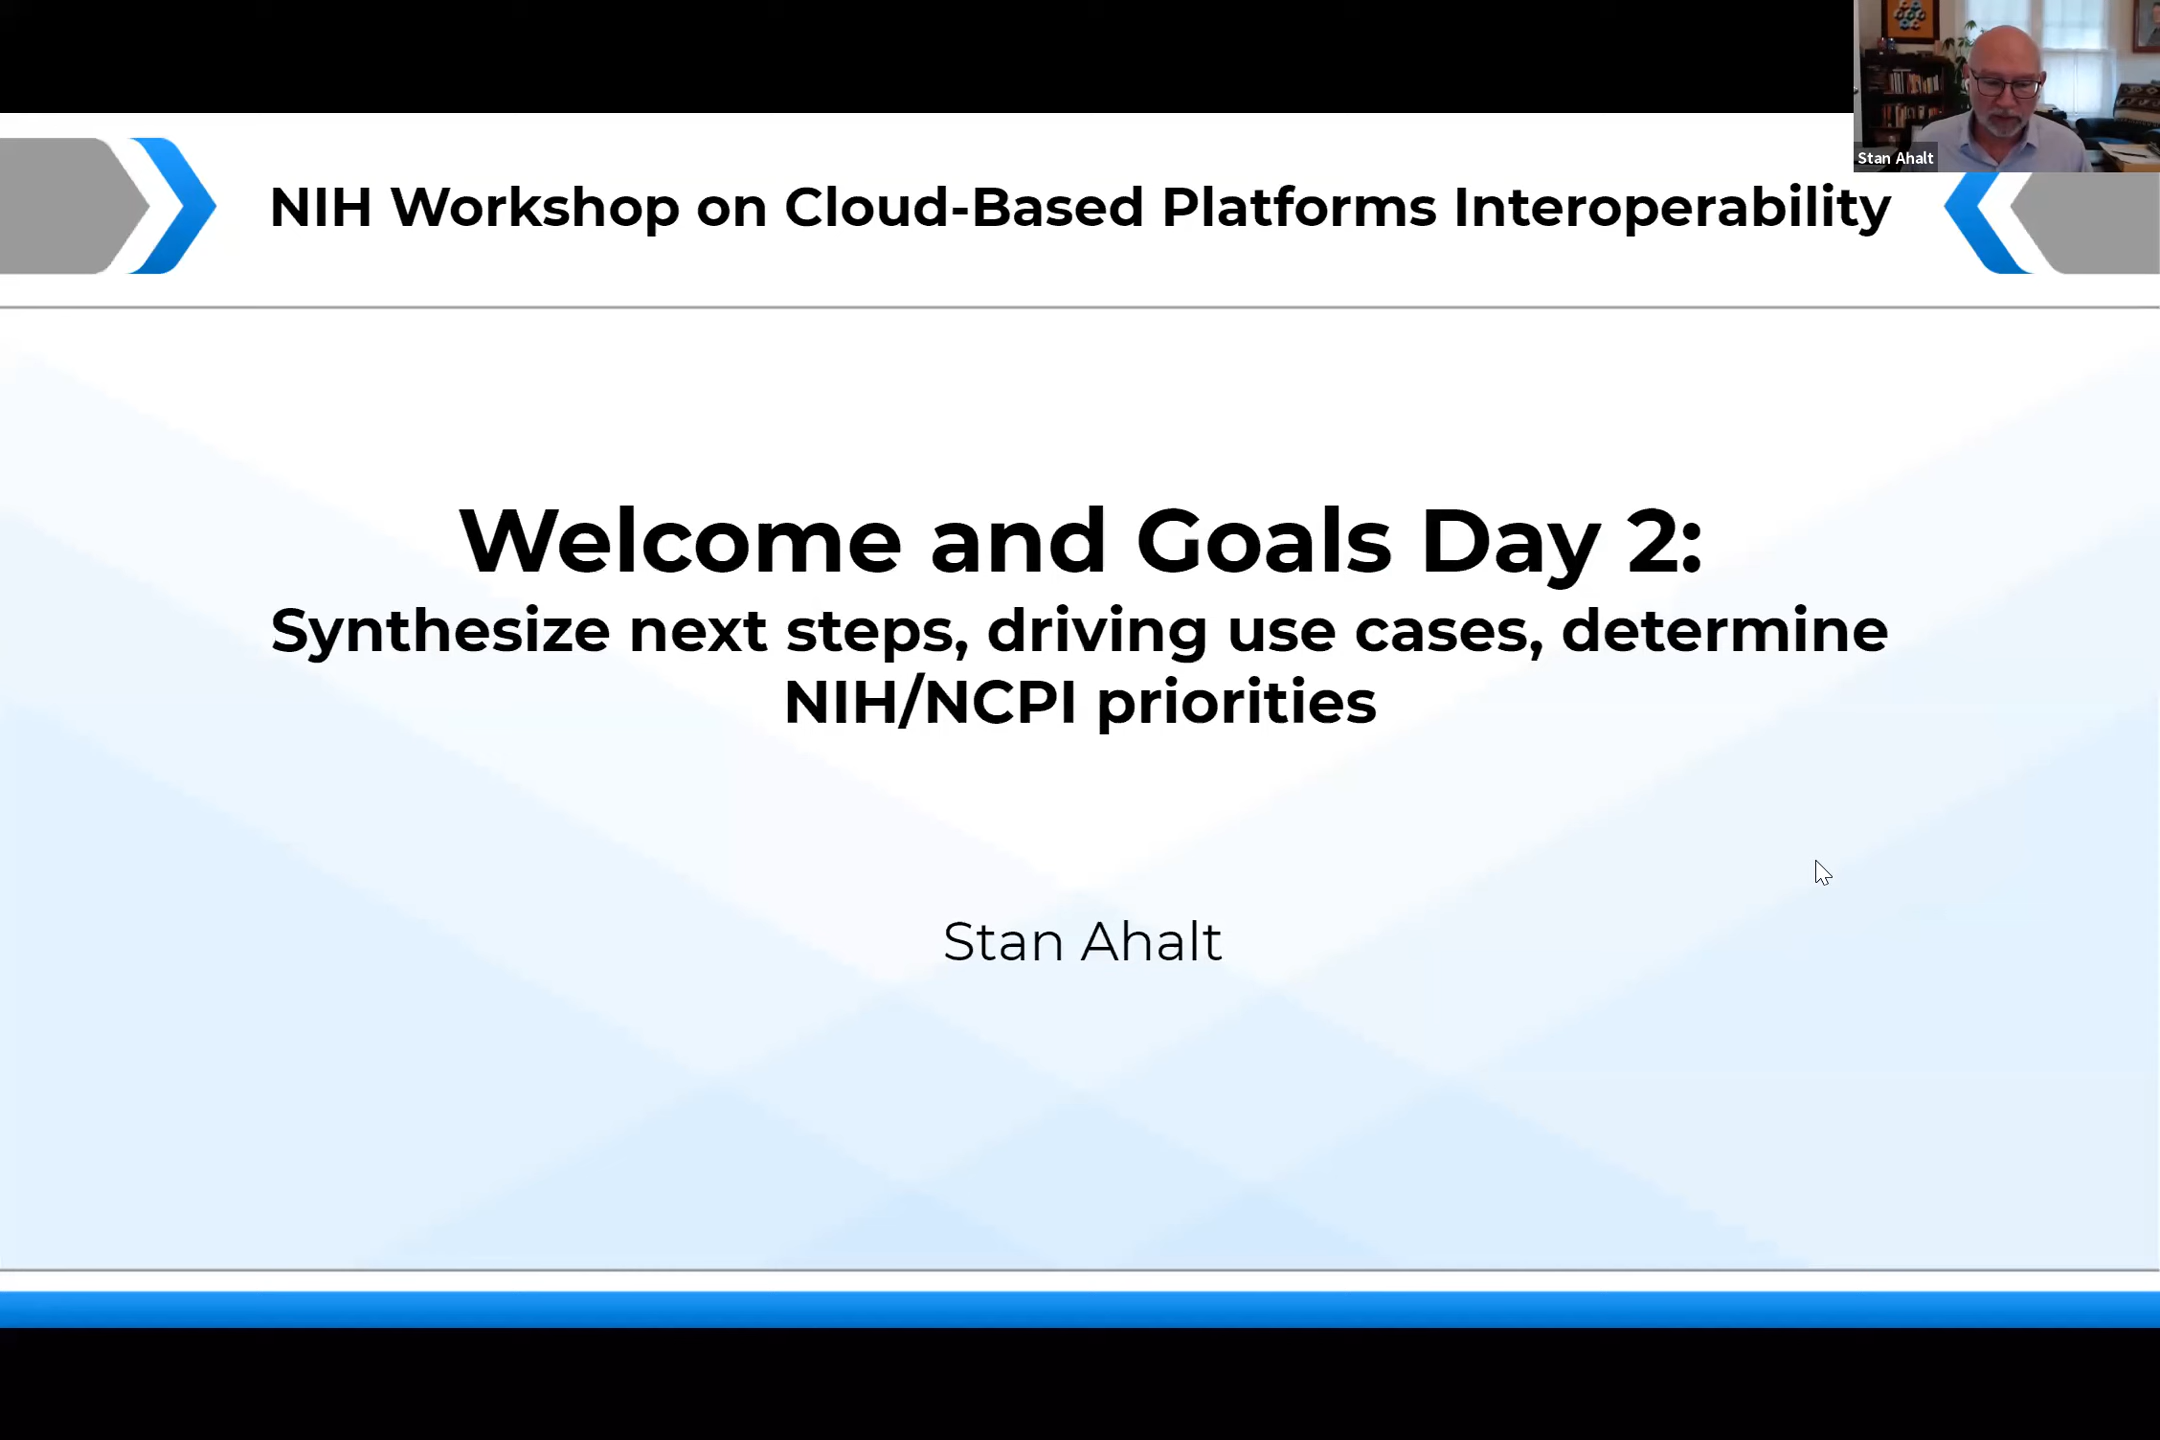 Stan Ahalt
NIH Workshop on Cloud-Based Platforms Interoperability
Welcome and Goals Day 2:
Synthesize next steps, driving use cases, determine
NIH/NCPI priorities
Stan Ahalt